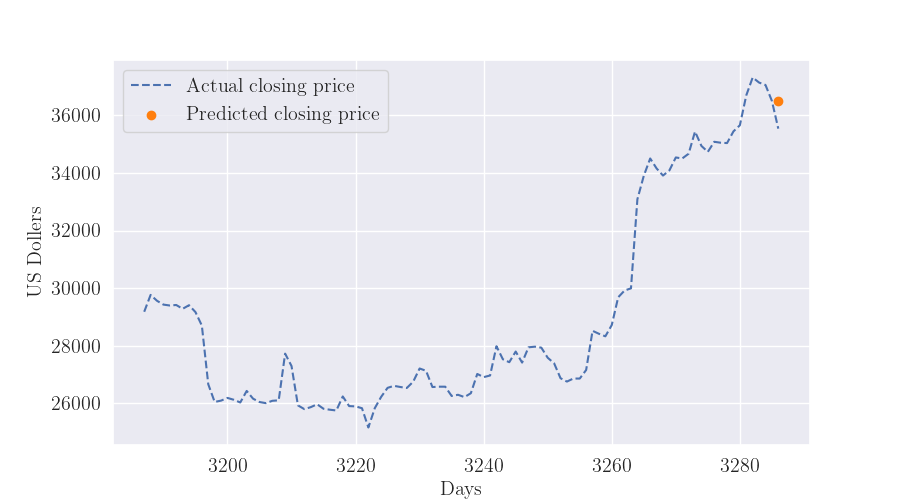 Actual closing price
Predicted closing price
36000
34000
32000
30000
28000
26000
US Dollers
3200 3220 3240 3260 3280
Days